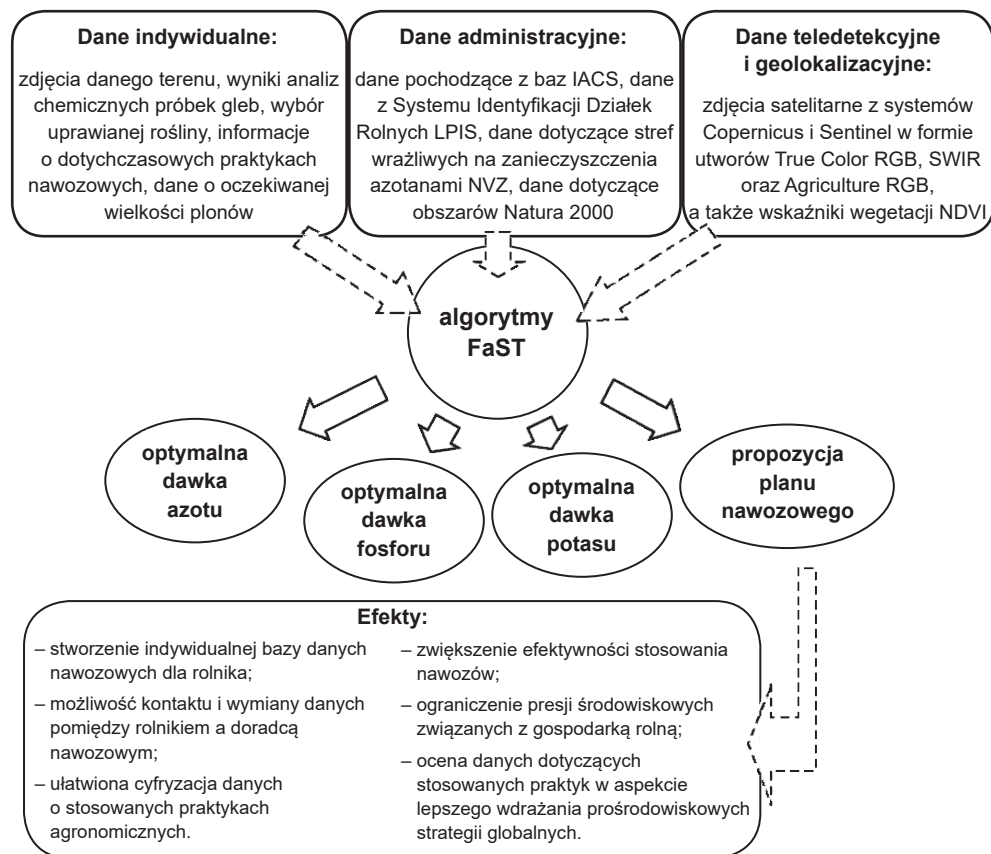 Dane indywidualne:
zdjęcia danego terenu, wyniki analiz
chemicznych próbek gleb, wybór
uprawianej rośliny, informacje
o dotychczasowych praktykach
nawozowych, dane o oczekiwanej
wielkości plonów
Dane administracyjne:
dane pochodzące z baz IACS, dane
z Systemu Identyfikacji Działek
Rolnych LPIS, dane dotyczące stref
wrażliwych na zanieczyszczenia
azotanami NVZ, dane dotyczące
obszarów Natura 2000
Dane teledetekcyjne
i geolokalizacyjne:
zdjęcia satelitarne z systemów
Copernicus i Sentinel w formie
utworów True Color RGB, SWIR
oraz Agriculture RGB,
a także wskaźniki wegetacji NDVI
algorytmy
FaST
optymalna
dawka
azotu
optymalna
dawka
fosforu
optymalna
dawka
potasu
propozycja
planu
nawozowego
Efekty:
– stworzenie indywidualnej bazy danych
nawozowych dla rolnika;
– możliwość kontaktu i wymiany danych
pomiędzy rolnikiem a doradcą
nawozowym;
– ułatwiona cyfryzacja danych
o stosowanych praktykach
agronomicznych.
– zwiększenie efektywności stosowania
nawozów;
– ograniczenie presji środowiskowych
związanych z gospodarką rolną;
– ocena danych dotyczących
stosowanych praktyk w aspekcie
lepszego wdrażania prośrodowiskowych
strategii globalnych.